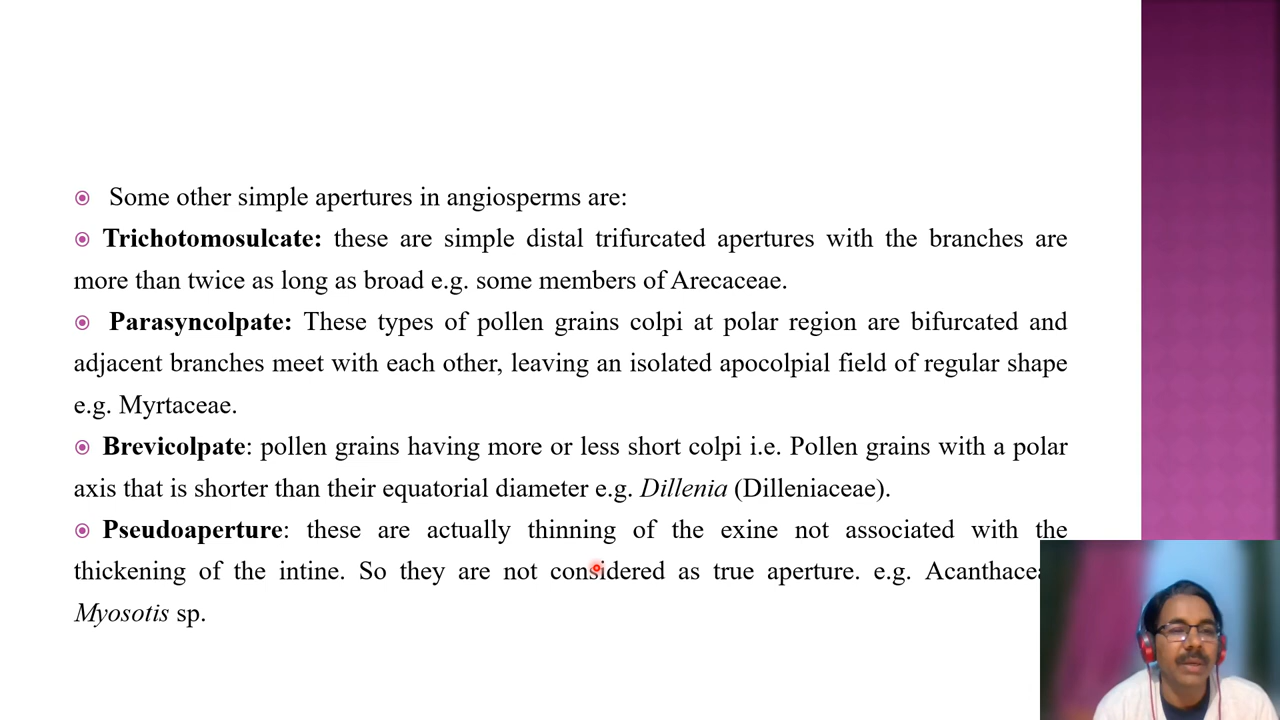 Some other simple apertures in angiosperms are:
Trichotomosulcate: these are simple distal trifurcated apertures with the branches are
more than twice as long as broad e.g. some members of Arecaceae.
Parasyncolpate: These types of pollen grains colpi at polar region are bifurcated and
adjacent branches meet with each other, leaving an isolated apocolpial field of regular shape
e.g. Myrtaceae.
Brevicolpate: pollen grains having more or less short colpi i.e. Pollen grains with a polar
axis that is shorter than their equatorial diameter e.g. Dillenia (Dilleniaceae).
Pseudoaperture: these are actually thinning of the exine not associated with the
thickening of the intine. So they are not considered as true aperture. e.g.
Myosotis sp.